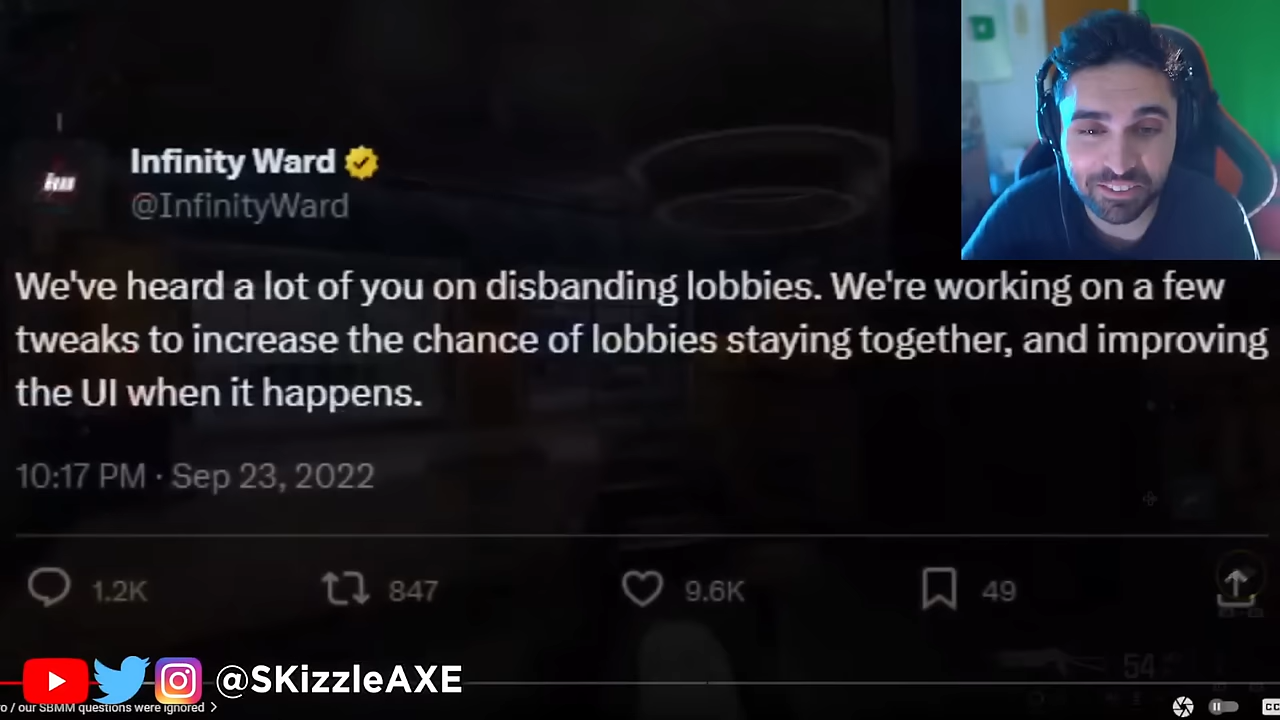 Infinity Ward
@InfinityWard
We've heard a lot of you on disbanding lobbies. We're working on a few
tweaks to increase the chance of lobbies staying together, and improving
the UI when it happens.
10:17 PM · Sep 23, 2022
1.2K 847 9.6K 49
54
@SKizzleAXE
o / our SBMM questions were ignored >
CC